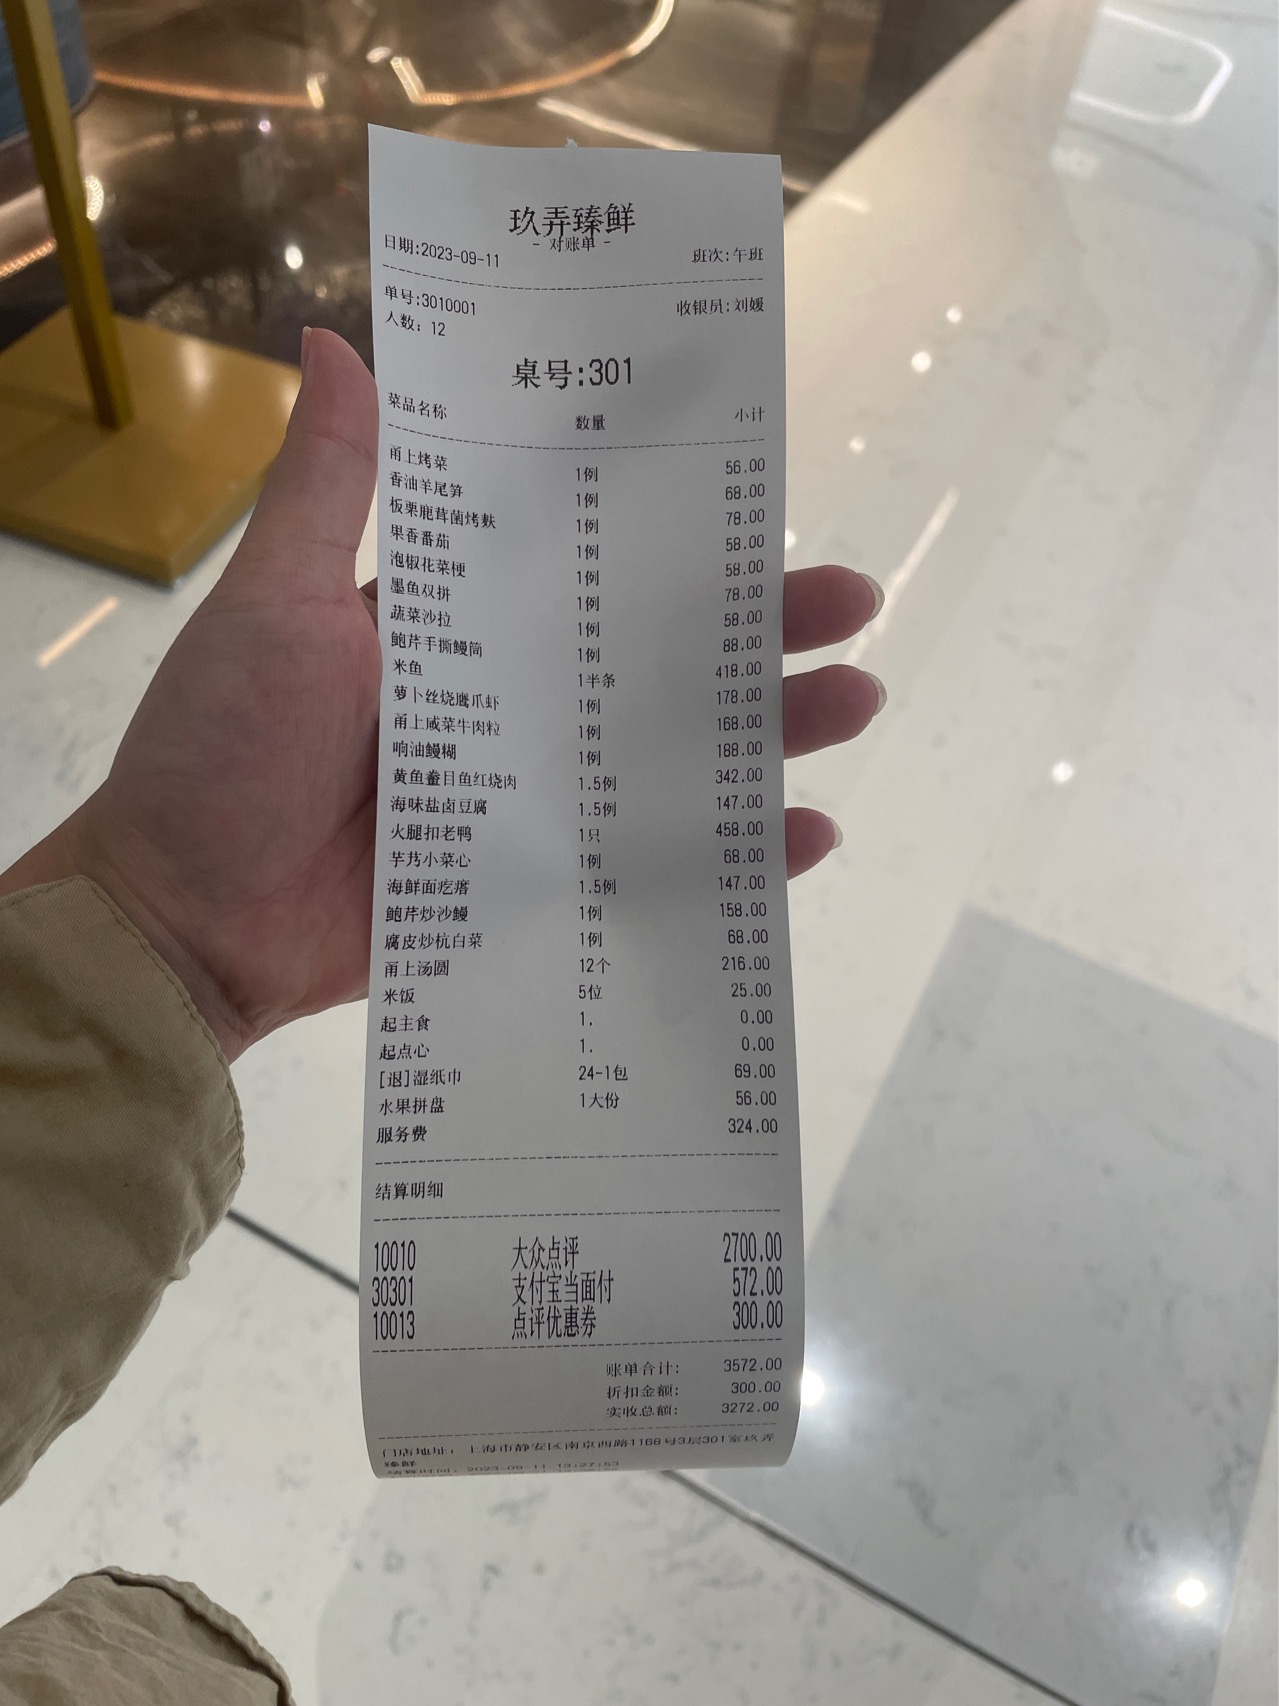 玖弄臻鲜
- 对账单 -
日期:2023-09-11 班次:午班
单号:3010001 收银员:刘媛
人数: 12
桌号:301
菜品名称 数量 小计
甬上烤菜 1例 56.00
香油羊尾笋 1例 68.00
板栗鹿茸菌烤麸 1例 78.00
果香番茄 1例 58.00
泡椒花菜梗 1例 58.00
墨鱼双拼 1例 78.00
蔬菜沙拉 1例 58.00
鲍芹手撕鳗筒 1例 88.00
米鱼 1半条 418.00
萝卜丝烧鹰爪虾 1例 178.00
甬上咸菜牛肉粒 1例 168.00
响油鳗糊 1例 188.00
黄鱼鲞目鱼红烧肉 1.5例 342.00
海味盐卤豆腐 1.5例 147.00
火腿扣老鸭 1只 458.00
芋艿小菜心 1例 68.00
海鲜面疙瘩 1.5例 147.00
鲍芹炒沙鳗 1例 158.00
腐皮炒杭白菜 1例 68.00
甬上汤圆 12个 216.00
米饭 5位 25.00
起主食 1. 0.00
起点心 1. 0.00
[退]湿纸巾 24-1包 69.00
水果拼盘 1大份 56.00
服务费 324.00
结算明细
10010 大众点评 2700.00
30301 支付宝当面付 572.00
10013 点评优惠券 300.00
账单合计: 3572.00
折扣金额: 300.00
实收总额: 3272.00
门店地址: 上海市静安区南京西路1168号3层301室玖弄
臻鲜
结算时间: 2023-09-11 13:27:53